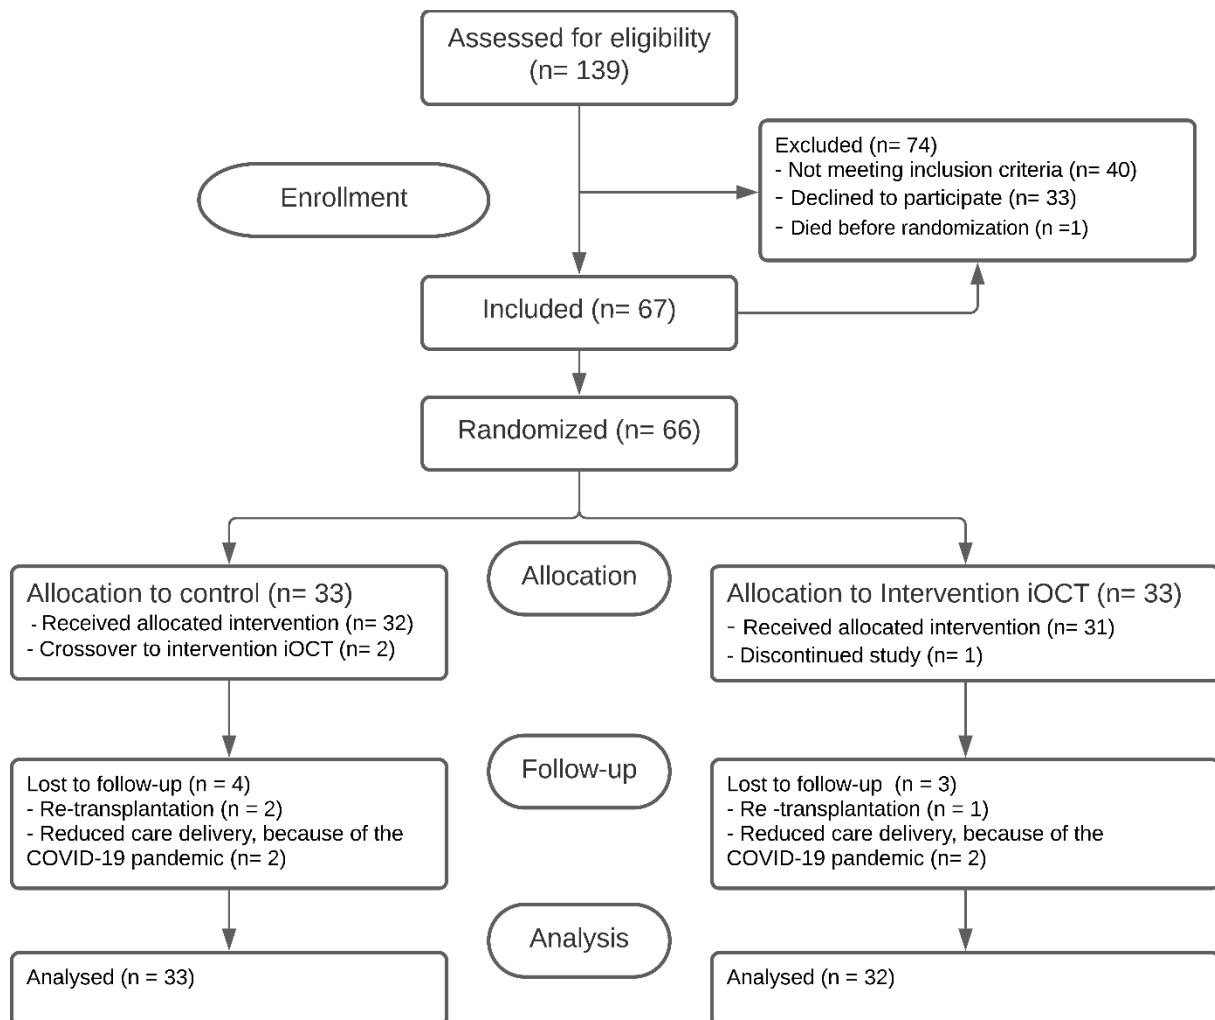 Assessed for eligibility
(n= 139)
Excluded (n= 74)
- Not meeting inclusion criteria (n= 40)
- Declined to participate (n= 33)
- Died before randomization (n =1)
Enrollment
Included (n= 67)
Randomized (n= 66)
Allocation
Allocation to control (n= 33)
- Received allocated intervention (n= 32)
- Crossover to intervention iOCT (n= 2)
Allocation to Intervention iOCT (n= 33)
- Received allocated intervention (n= 31)
- Discontinued study (n= 1)
Follow-up
Lost to follow-up (n = 4)
- Re-transplantation (n = 2)
- Reduced care delivery, because of the
COVID-19 pandemic (n= 2)
Lost to follow-up (n = 3)
- Re -transplantation (n = 1)
- Reduced care delivery, because of the
COVID-19 pandemic (n= 2)
Analysis
Analysed (n = 33)
Analysed (n = 32)